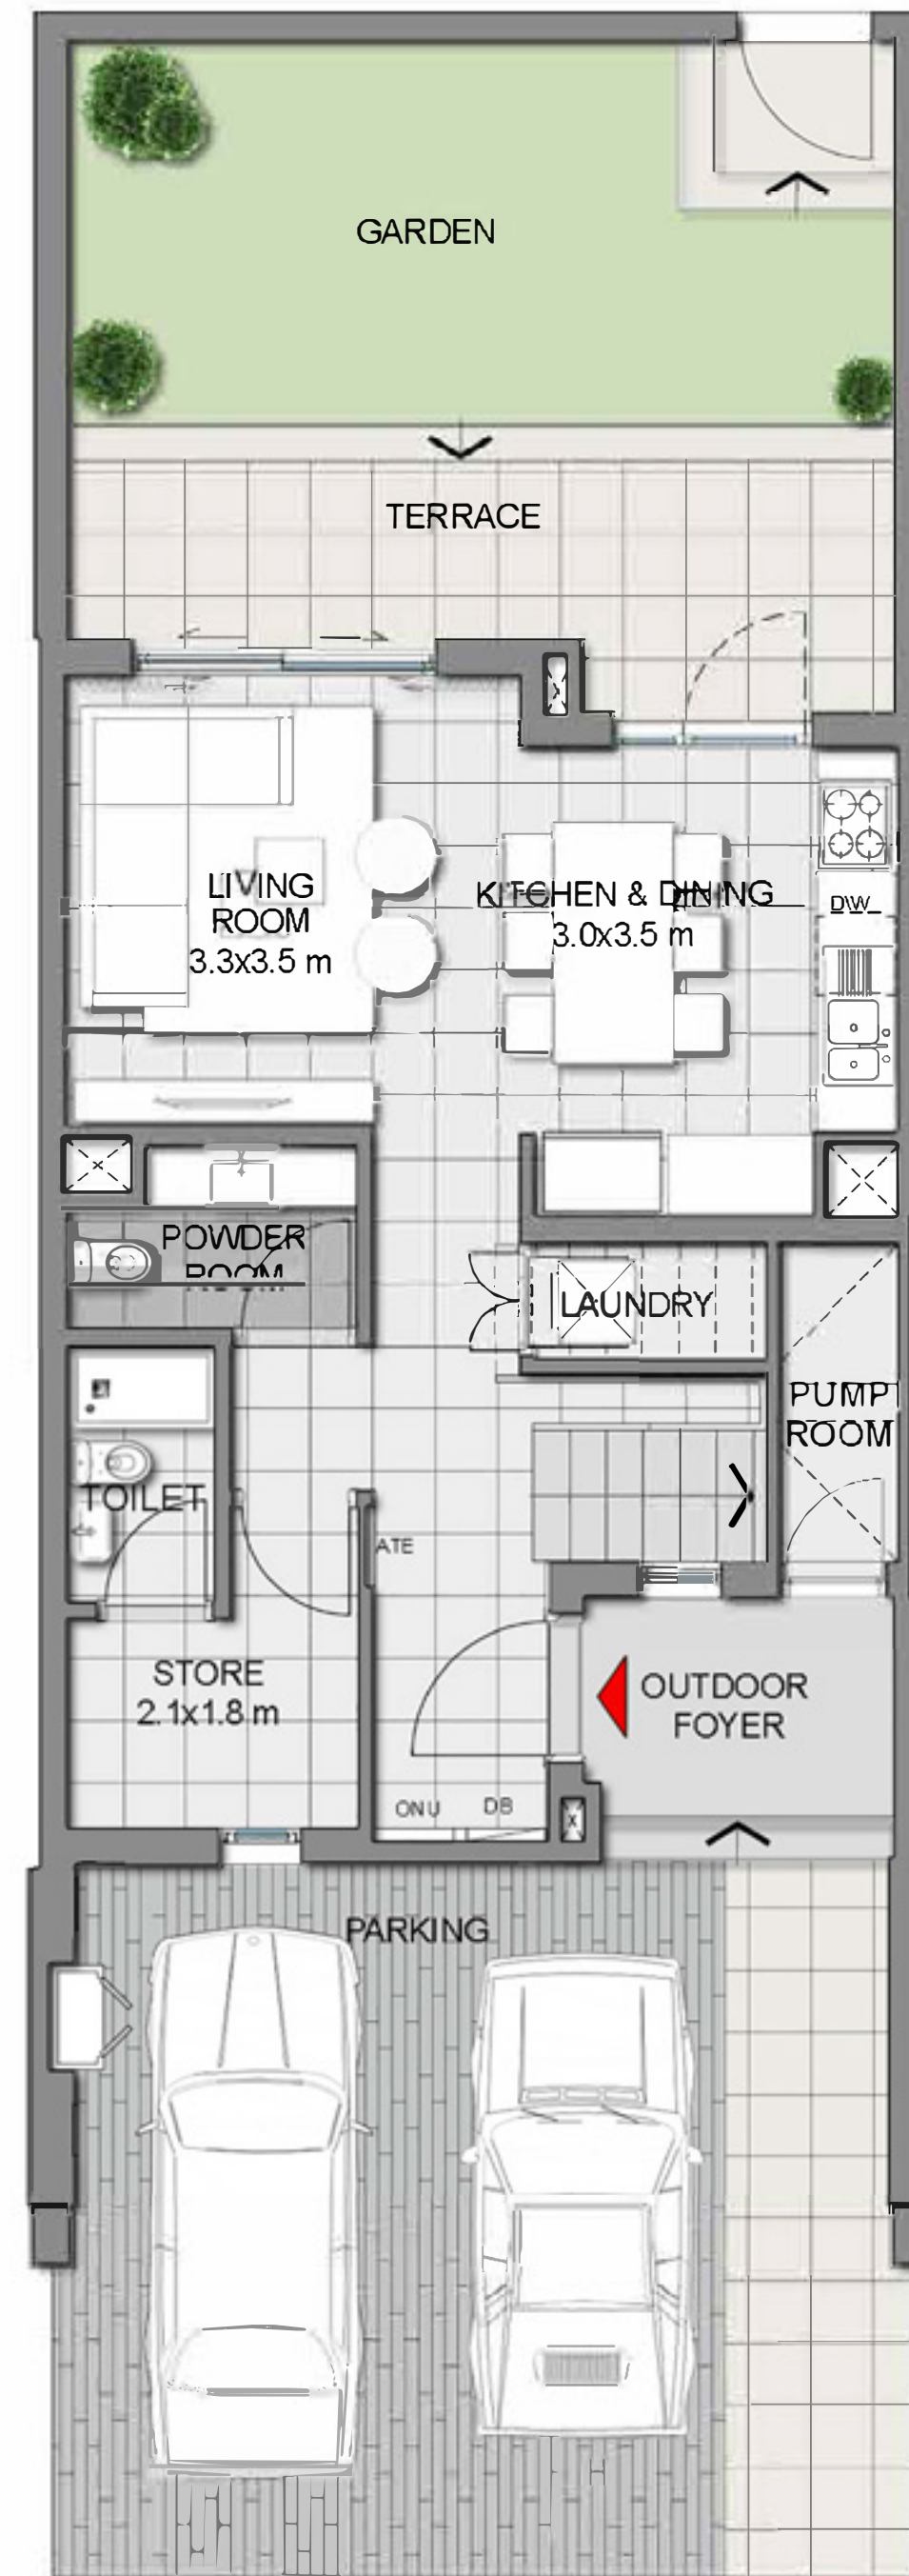 GARDEN
TERRACE
LIVING
ROOM
3.3x3.5 m
KITCHEN & DINING
3.0x3.5 m
DW
POWDER
ROOM
LAUNDRY
PUMP
ROOM
TOILET
ATE
STORE
2.1x1.8 m
OUTDOOR
FOYER
ONU
DB
PARKING